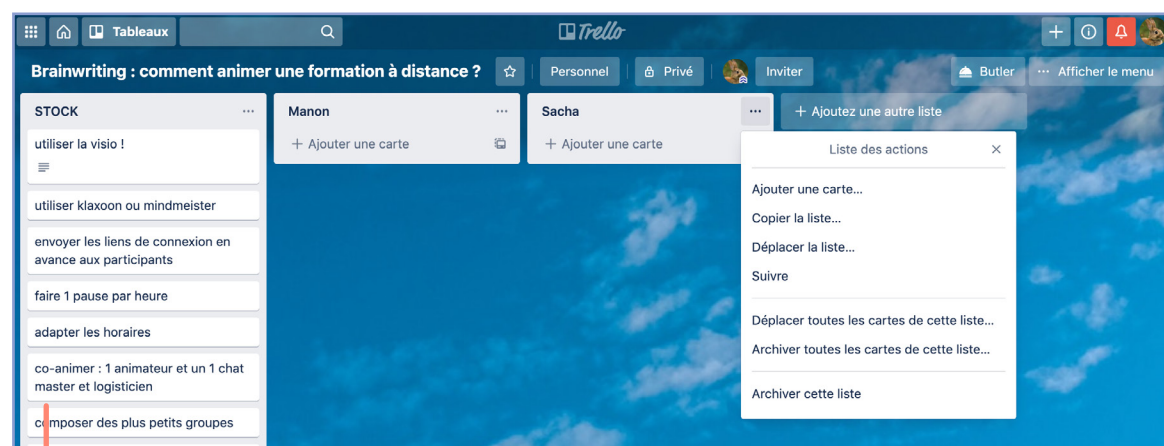 Tableaux
Trello
Brainwriting : comment animer une formation à distance ?
Personnel
Privé
Inviter
Butler
... Afficher le menu
STOCK
...
utiliser la visio !
utiliser klaxoon ou mindmeister
envoyer les liens de connexion en
avance aux participants
faire 1 pause par heure
adapter les horaires
co-animer : 1 animateur et un 1 chat
master et logisticien
composer des plus petits groupes
Manon
...
+ Ajouter une carte
Sacha
...
+ Ajouter une carte
+ Ajoutez une autre liste
Liste des actions
Ajouter une carte...
Copier la liste...
Déplacer la liste...
Suivre
Déplacer toutes les cartes de cette liste...
Archiver toutes les cartes de cette liste...
Archiver cette liste